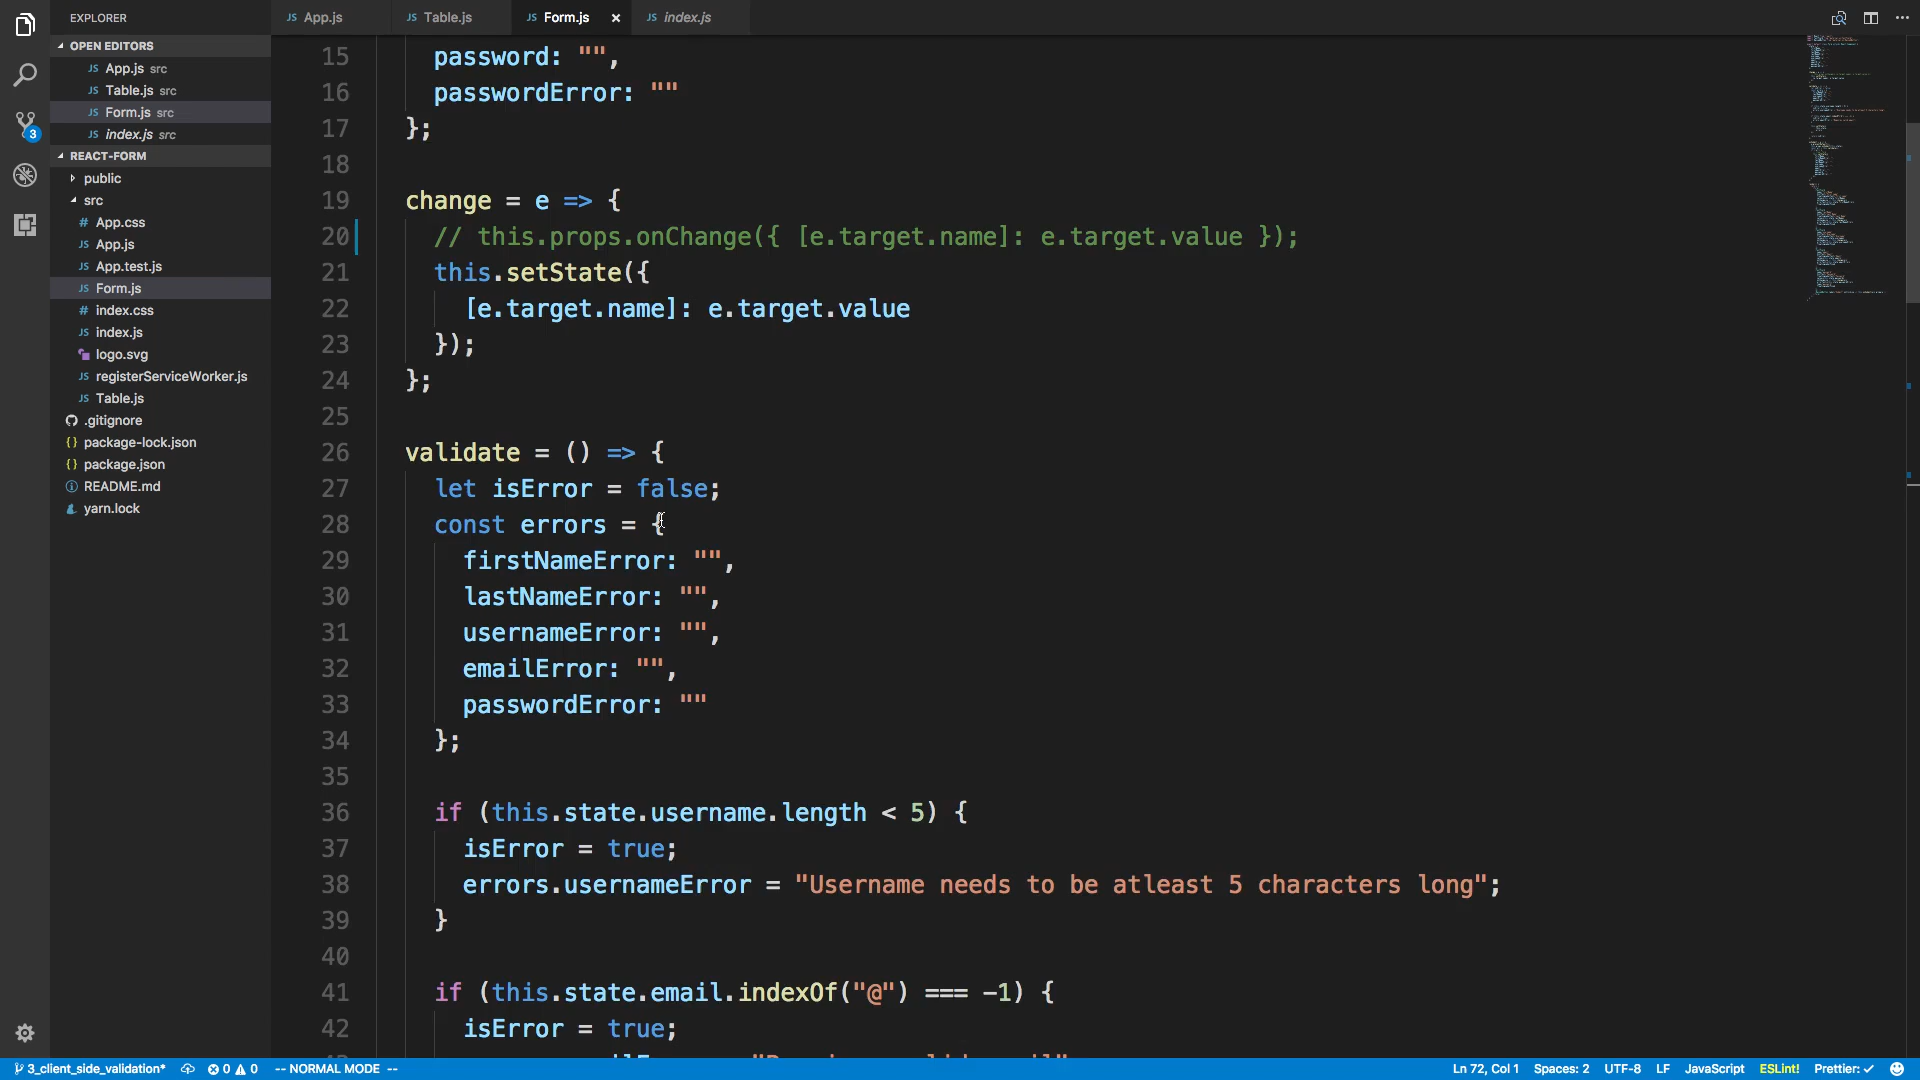 EXPLORER
OPEN EDITORS
JS App.js src
JS Table.js src
JS Form.js src
JS index.js src
REACT-FORM
public
src
# App.css
JS App.js
JS App.test.js
JS Form.js
# index.css
JS index.js
logo.svg
JS registerServiceWorker.js
JS Table.js
.gitignore
{} package-lock.json
{} package.json
README.md
yarn.lock
3
JS App.js
JS Table.js
JS Form.js ×
JS index.js
15 password: "",
16 passwordError: ""
17 };
18
19 change = e => {
20 // this.props.onChange({ [e.target.name]: e.target.value });
21 this.setState({
22 [e.target.name]: e.target.value
23 });
24 };
25
26 validate = () => {
27 let isError = false;
28 const errors = {
29 firstNameError: "",
30 lastNameError: "",
31 usernameError: "",
32 emailError: "",
33 passwordError: ""
34 };
35
36 if (this.state.username.length < 5) {
37 isError = true;
38 errors.usernameError = "Username needs to be atleast 5 characters long";
39 }
40
41 if (this.state.email.indexOf("@") === -1) {
42 isError = true;
3_client_side_validation* 0 0 -- NORMAL MODE -- Ln 72, Col 1 Spaces: 2 UTF-8 LF JavaScript ESLint! Prettier: ✓